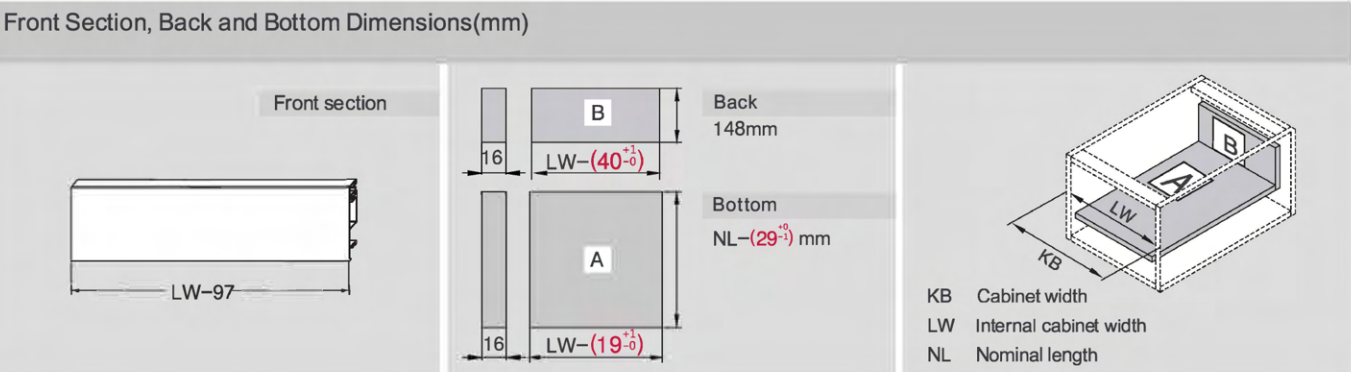 Front Section, Back and Bottom Dimensions(mm)
Front section
LW-97
B
16
LW-(40+1-0)
Back
148mm
A
16
LW-(19+1-0)
Bottom
NL-(29+0-1) mm
B
A
LW
KB
KB Cabinet width
LW Internal cabinet width
NL Nominal length